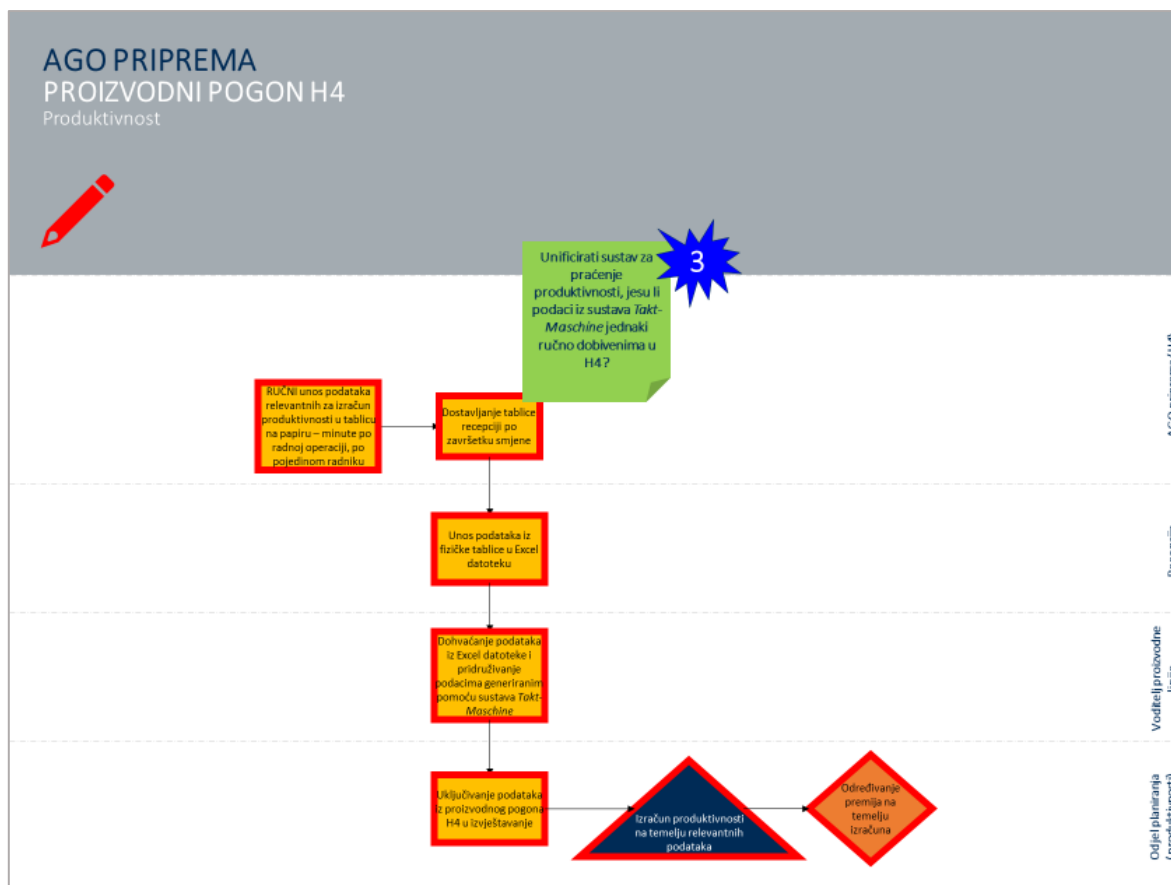 AGO PRIPREMA
PROIZVODNI POGON H4
Produktivnost
3
Unificirati sustav za
praćenje
produktivnosti, jesu li
podaci iz sustava Takt-
Maschine jednaki
ručno dobivenima u
H4?
RUČNI unos podataka
relevantnih za izračun
produktivnosti u tablicu
na papiru – minute po
radnoj operaciji, po
pojedinom radniku
Dostavljanje tablice
recepciji po
završetku smjene
Unos podataka iz
fizičke tablice u Excel
datoteku
Dohvaćanje podataka
iz Excel datoteke i
pridruživanje
podacima generiranim
pomoću sustava Takt-
Maschine
Voditelj proizvodne
Uključivanje podataka
iz proizvodnog pogona
H4 u izvještavanje
Izračun produktivnosti
na temelju relevantnih
podataka
Određivanje
premija na
temelju
izračuna
Odjel planiranja